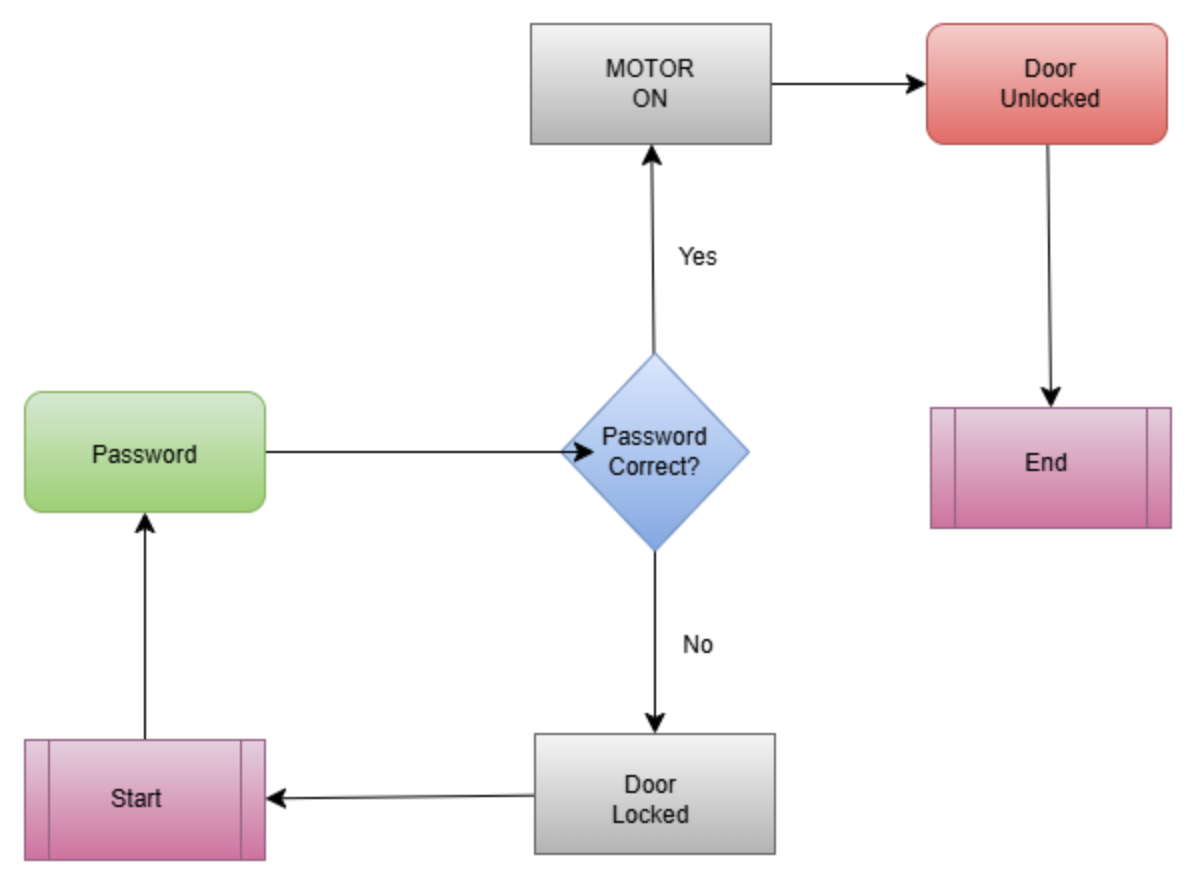 MOTOR
ON
Door
Unlocked
Yes
Password
Password
Correct?
End
No
Start
Door
Locked